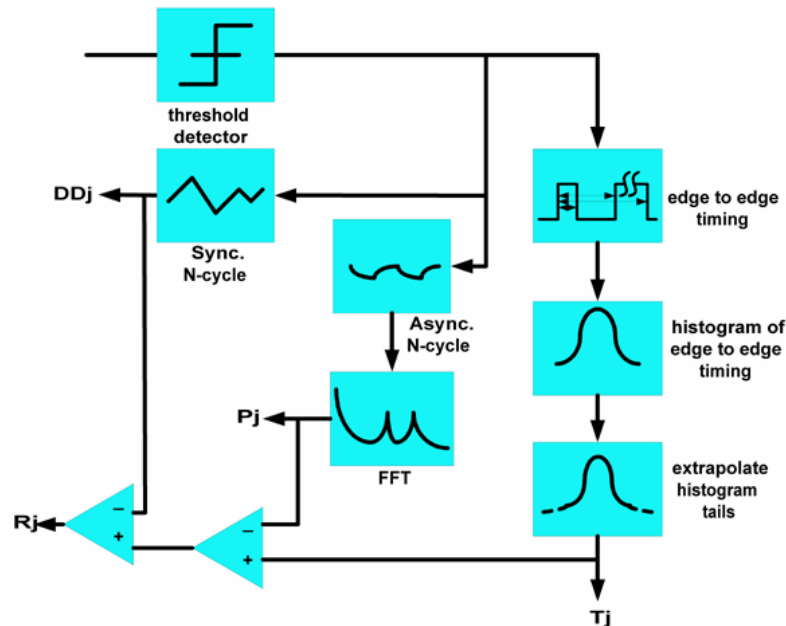 threshold
detector
DDj
Sync.
N-cycle
edge to edge
timing
Async.
N-cycle
histogram of
edge to edge
timing
Pj
FFT
extrapolate
histogram
tails
Rj
−
+
−
+
Tj